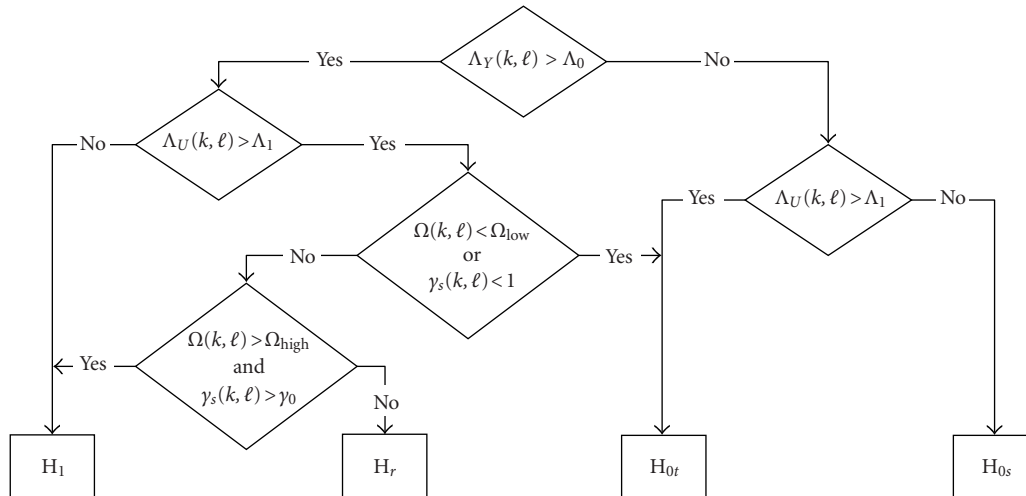 Yes
Λ_Y(k, ℓ) > Λ_0
No
No
Λ_U(k, ℓ) > Λ_1
Yes
Yes
Λ_U(k, ℓ) > Λ_1
No
No
Ω(k, ℓ) < Ω_low
or
γ_s(k, ℓ) < 1
Yes
Yes
Ω(k, ℓ) > Ω_high
and
γ_s(k, ℓ) > γ_0
No
H_1
H_r
H_0t
H_0s